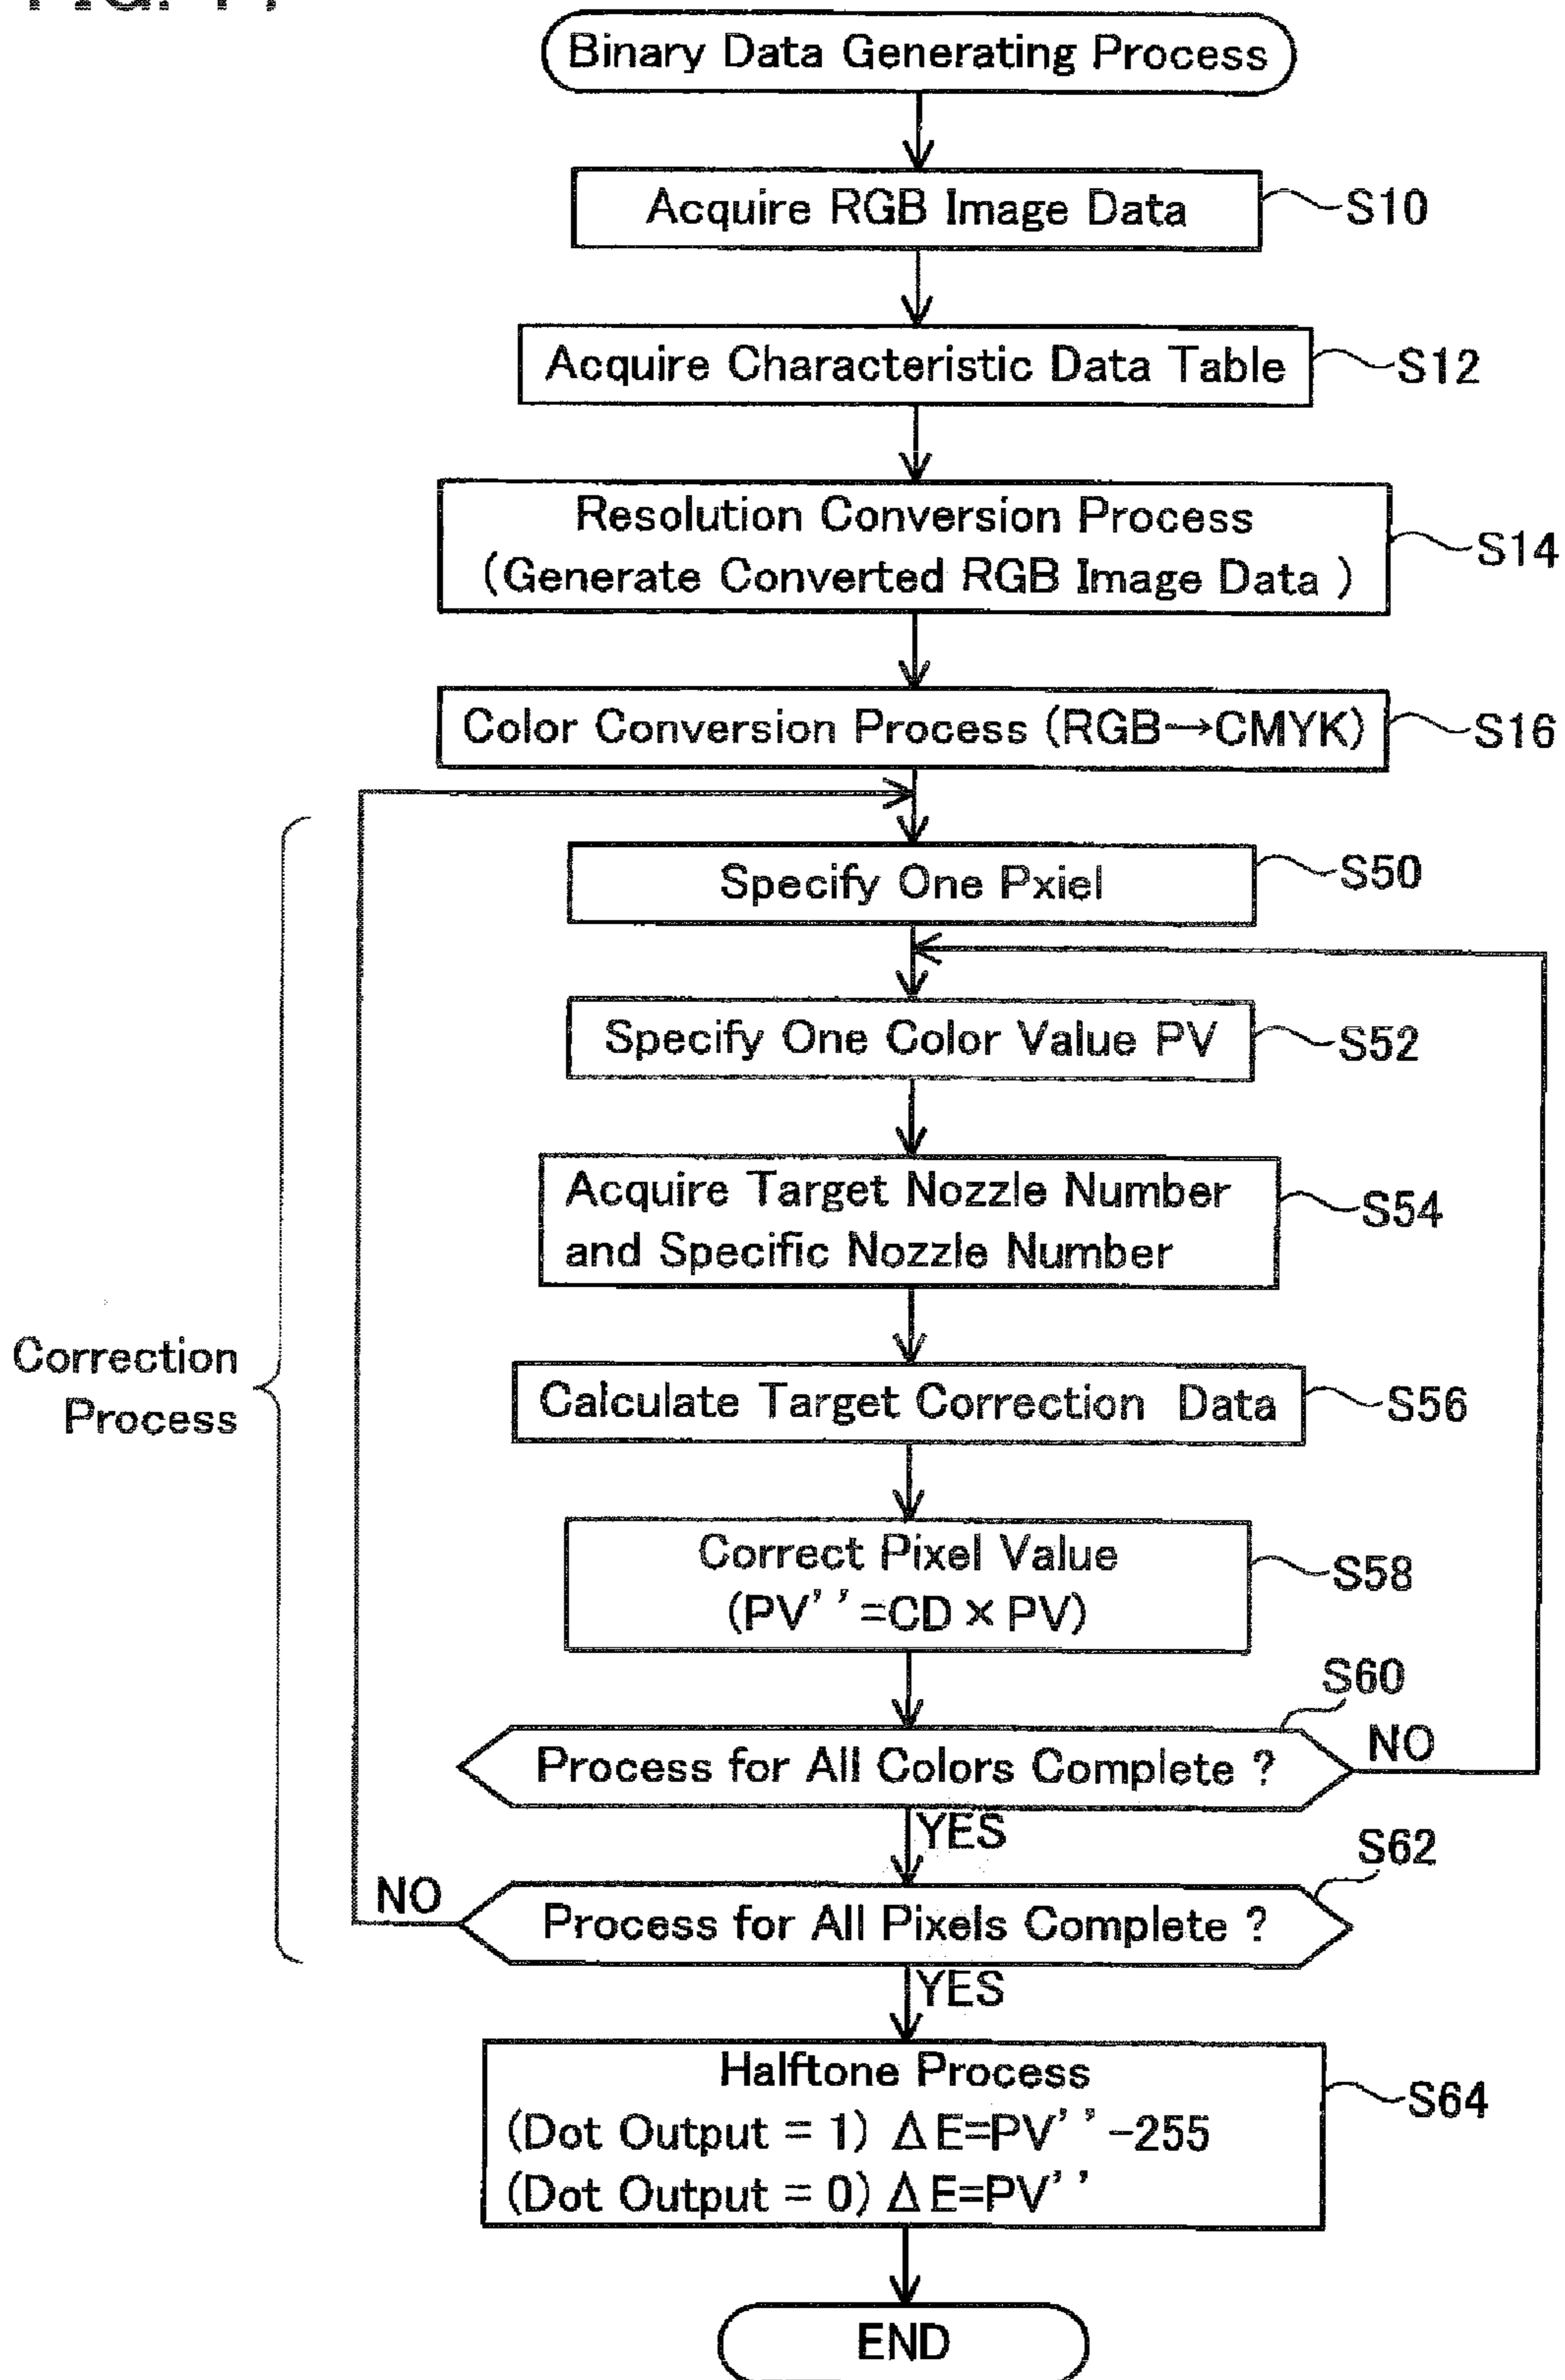 Binary Data Generating Process
Acquire RGB Image Data
S10
Acquire Characteristic Data Table
S12
Resolution Conversion Process
(Generate Converted RGB Image Data )
S14
Color Conversion Process (RGB→CMYK)
S16
Specify One Pxiel
S50
Specify One Color Value PV
S52
Acquire Target Nozzle Number
and Specific Nozzle Number
S54
Correction
Process
Calculate Target Correction Data
S56
Correct Pixel Value
(PV''=CD×PV)
S58
S60
Process for All Colors Complete ?
NO
YES
S62
NO
Process for All Pixels Complete ?
YES
Halftone Process
(Dot Output = 1) ΔE=PV''-255
(Dot Output = 0) ΔE=PV''
S64
END